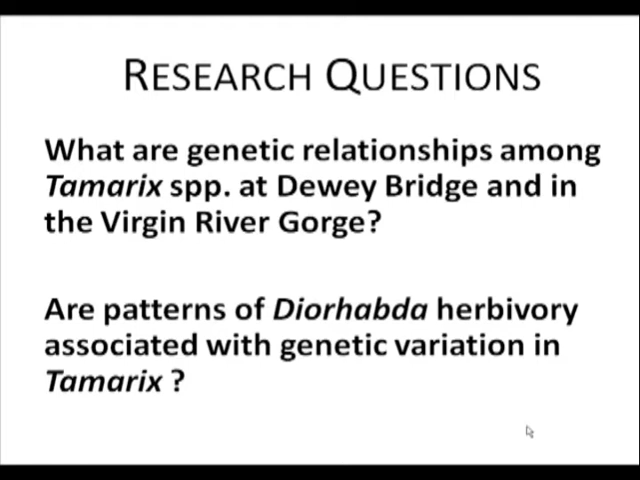 RESEARCH QUESTIONS
What are genetic relationships among
Tamarix spp. at Dewey Bridge and in
the Virgin River Gorge?
Are patterns of Diorhabda herbivory
associated with genetic variation in
Tamarix ?